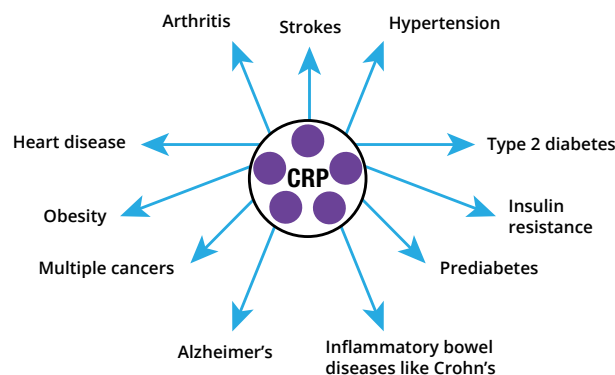 Arthritis
Strokes
Hypertension
Heart disease
CRP
Type 2 diabetes
Obesity
Insulin
resistance
Multiple cancers
Prediabetes
Alzheimer's
Inflammatory bowel
diseases like Crohn's